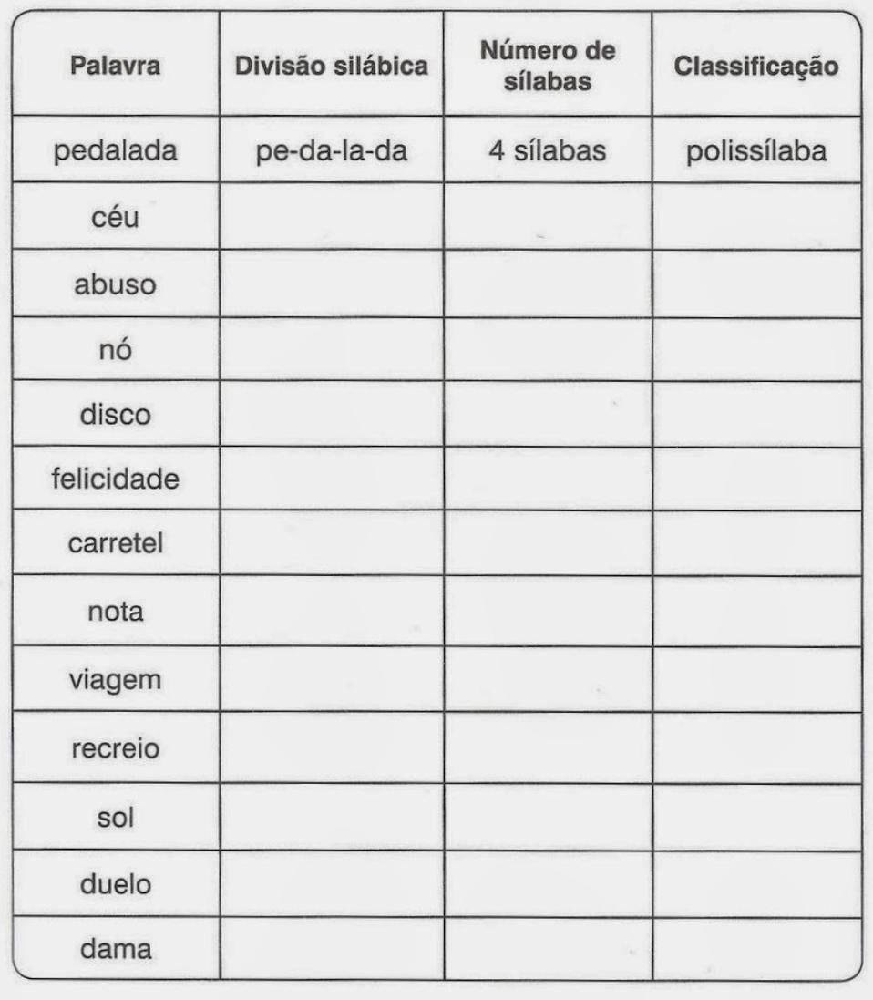 Palavra Divisão silábica Número de sílabas Classificação
pedalada pe-da-la-da 4 sílabas polissílaba
céu
abuso
nó
disco
felicidade
carretel
nota
viagem
recreio
sol
duelo
dama